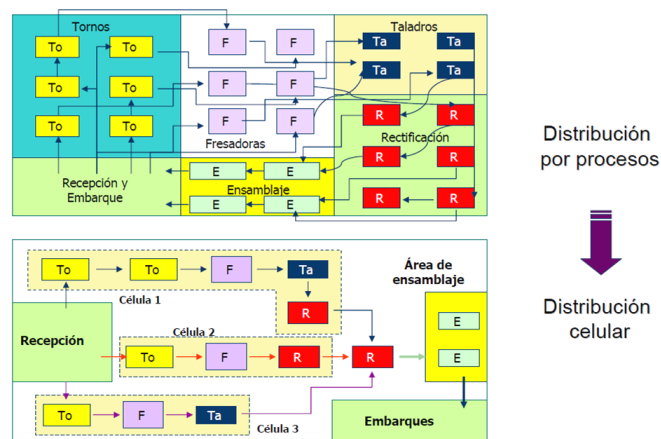 Tornos
Taladros
To
To
F
F
Ta
Ta
To
To
F
F
Ta
Ta
To
To
F
F
R
R
Fresadoras
Rectificación
Recepción y
Embarque
E
E
R
R
Ensamblaje
E
E
R
R
Distribución
por procesos
To
To
F
Ta
Célula 1
R
Área de
ensamblaje
Distribución
celular
Recepción
Célula 2
To
F
R
R
E
E
To
F
Ta
Célula 3
Embarques